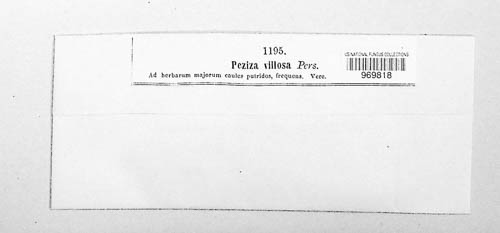 1195.
Peziza villosa Pers.
Ad herbarum majorum caules putridos, frequens. Vere.
US NATIONAL FUNGUS COLLECTIONS
969818